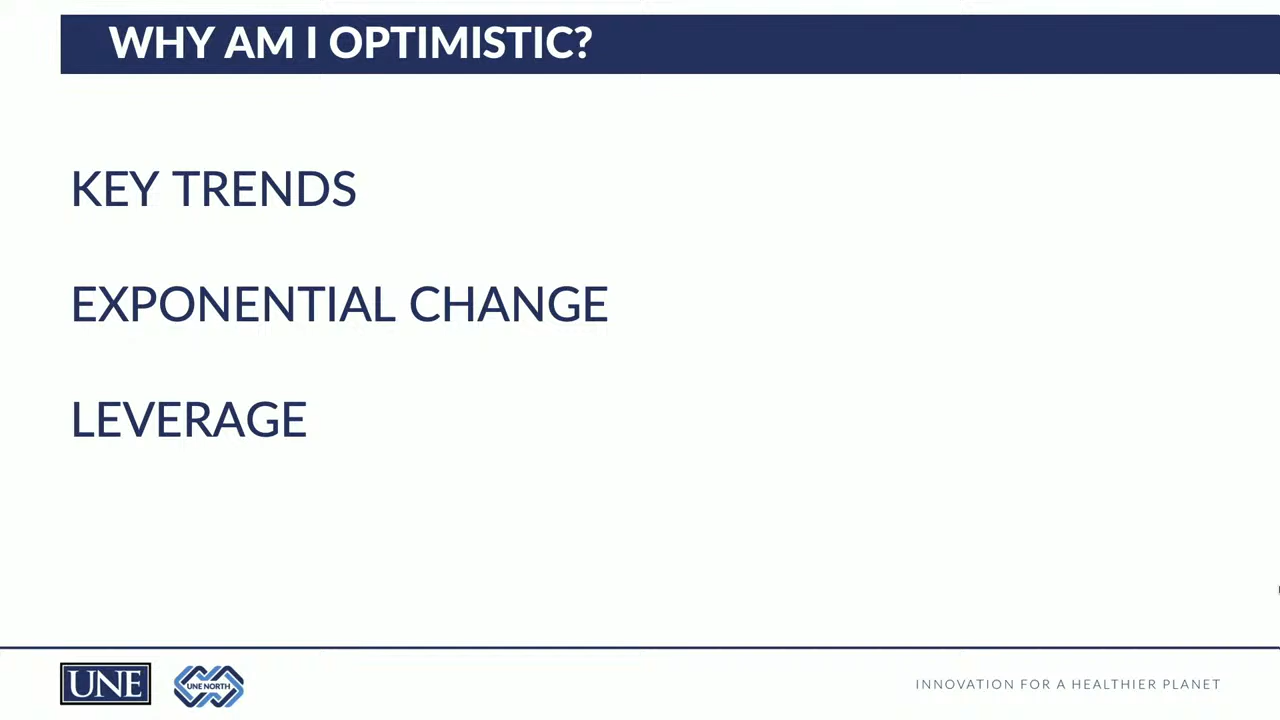 WHY AM I OPTIMISTIC?
KEY TRENDS
EXPONENTIAL CHANGE
LEVERAGE
UNE
UNE NORTH
INNOVATION FOR A HEALTHIER PLANET